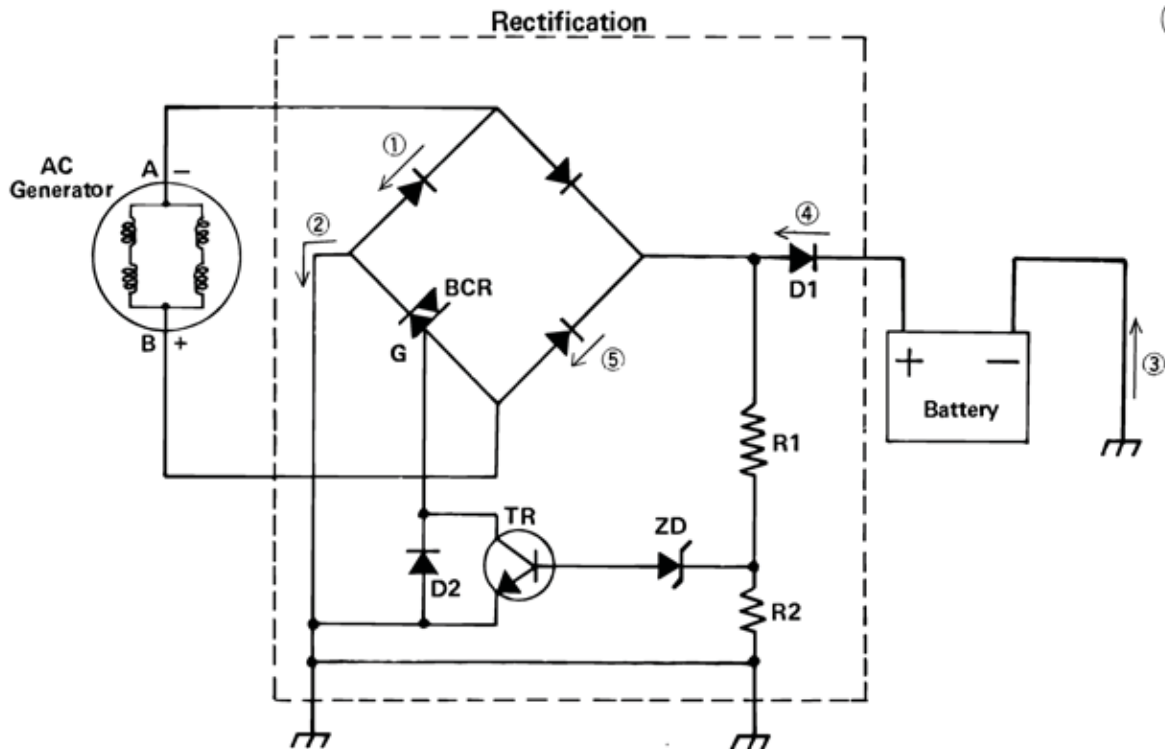 Rectification
①
AC
Generator
A −
②
④
BCR
D1
B +
G
⑤
+ −
③
Battery
R1
TR
ZD
D2
R2